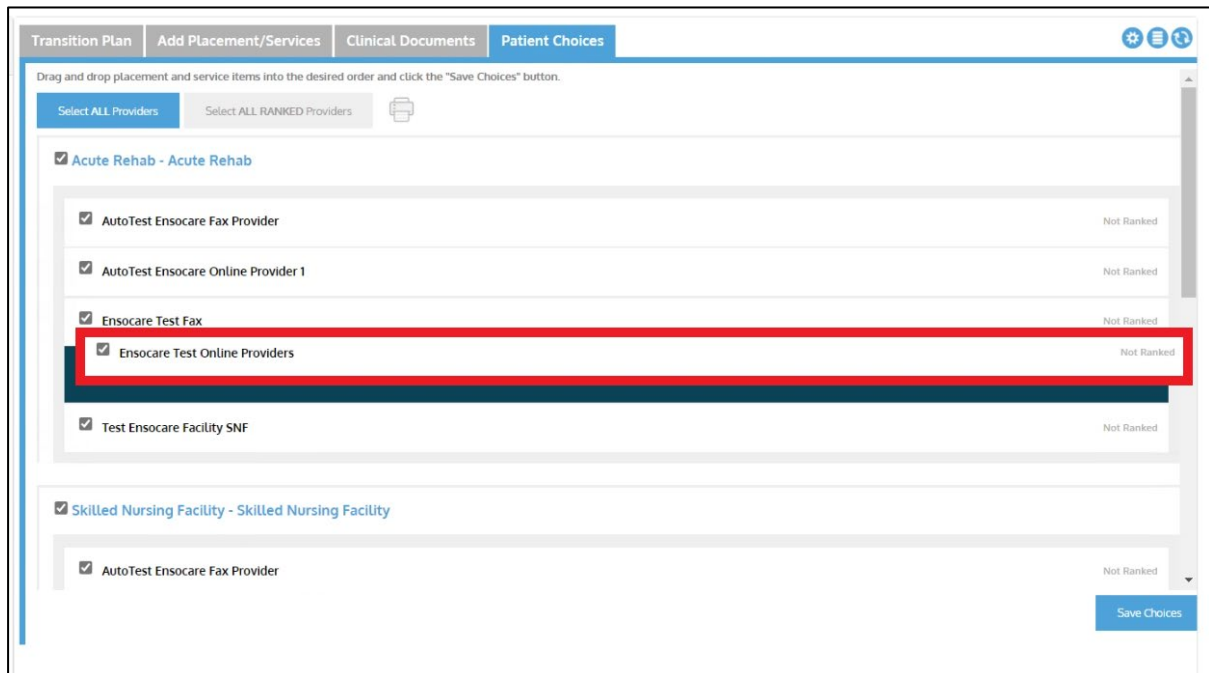 Transition Plan Add Placement/Services Clinical Documents Patient Choices
Drag and drop placement and service items into the desired order and click the "Save Choices" button.
Select ALL Providers Select ALL RANKED Providers
Acute Rehab - Acute Rehab
AutoTest Ensocare Fax Provider Not Ranked
AutoTest Ensocare Online Provider 1 Not Ranked
Ensocare Test Fax Not Ranked
Ensocare Test Online Providers Not Ranked
Test Ensocare Facility SNF Not Ranked
Skilled Nursing Facility - Skilled Nursing Facility
AutoTest Ensocare Fax Provider Not Ranked
Save Choices